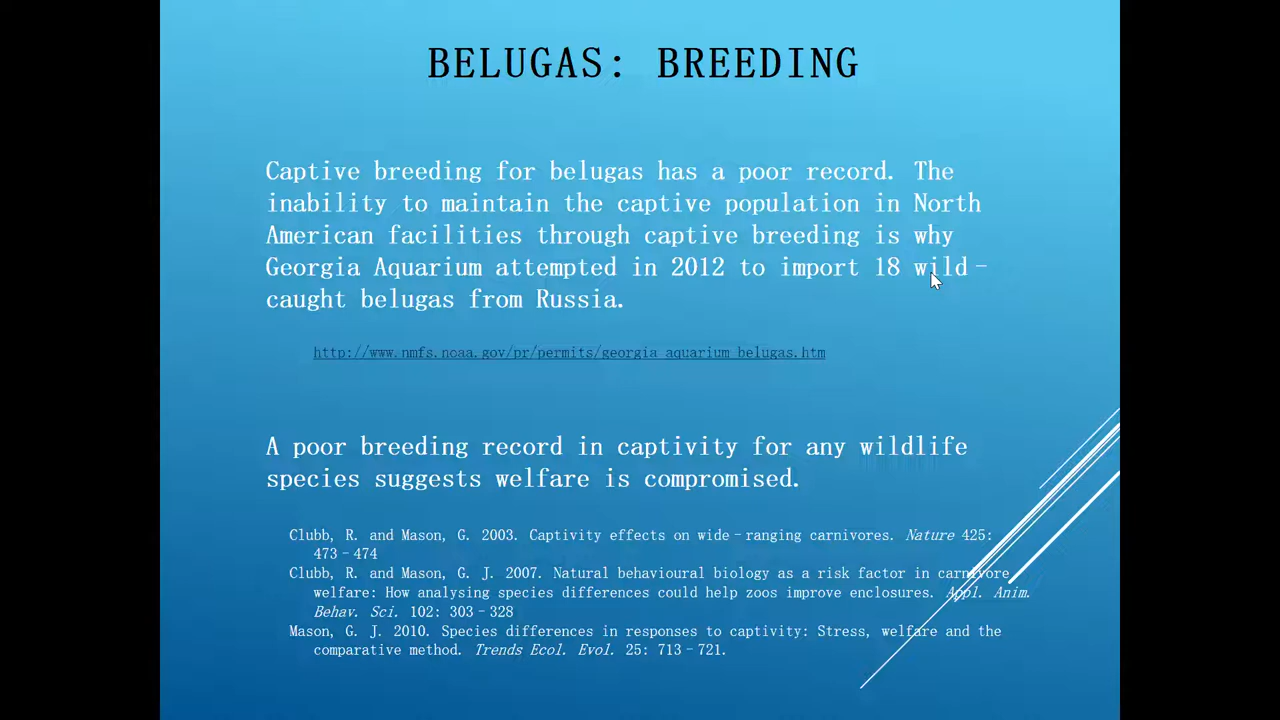 BELUGAS: BREEDING
Captive breeding for belugas has a poor record. The
inability to maintain the captive population in North
American facilities through captive breeding is why
Georgia Aquarium attempted in 2012 to import 18 wild-
caught belugas from Russia.
http://www.nmfs.noaa.gov/pr/permits/georgia_aquarium_belugas.htm
A poor breeding record in captivity for any wildlife
species suggests welfare is compromised.
Clubb, R. and Mason, G. 2003. Captivity effects on wide-ranging carnivores. Nature 425:
473-474
Clubb, R. and Mason, G. J. 2007. Natural behavioural biology as a risk factor in carnivore
welfare: How analysing species differences could help zoos improve enclosures. Appl. Anim.
Behav. Sci. 102: 303-328
Mason, G. J. 2010. Species differences in responses to captivity: Stress, welfare and the
comparative method. Trends Ecol. Evol. 25: 713-721.